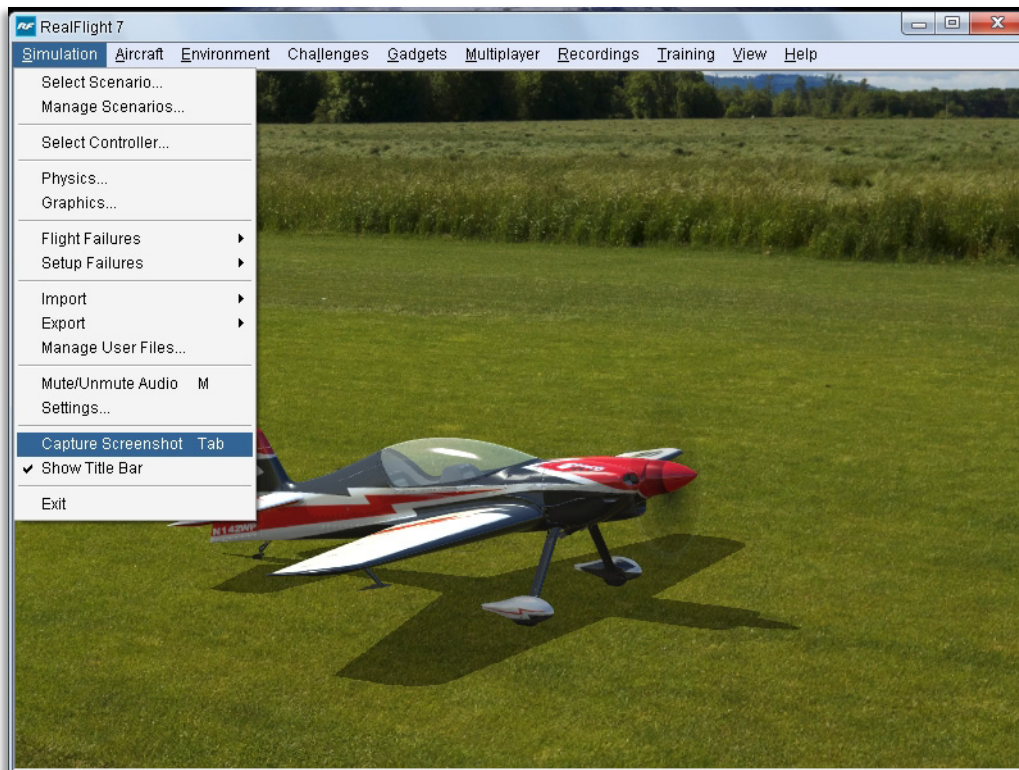 RF RealFlight 7
Simulation Aircraft Environment Challenges Gadgets Multiplayer Recordings Training View Help
Select Scenario...
Manage Scenarios...
Select Controller...
Physics...
Graphics...
Flight Failures
Setup Failures
Import
Export
Manage User Files...
Mute/Unmute Audio M
Settings...
Capture Screenshot Tab
Show Title Bar
Exit
N142WP